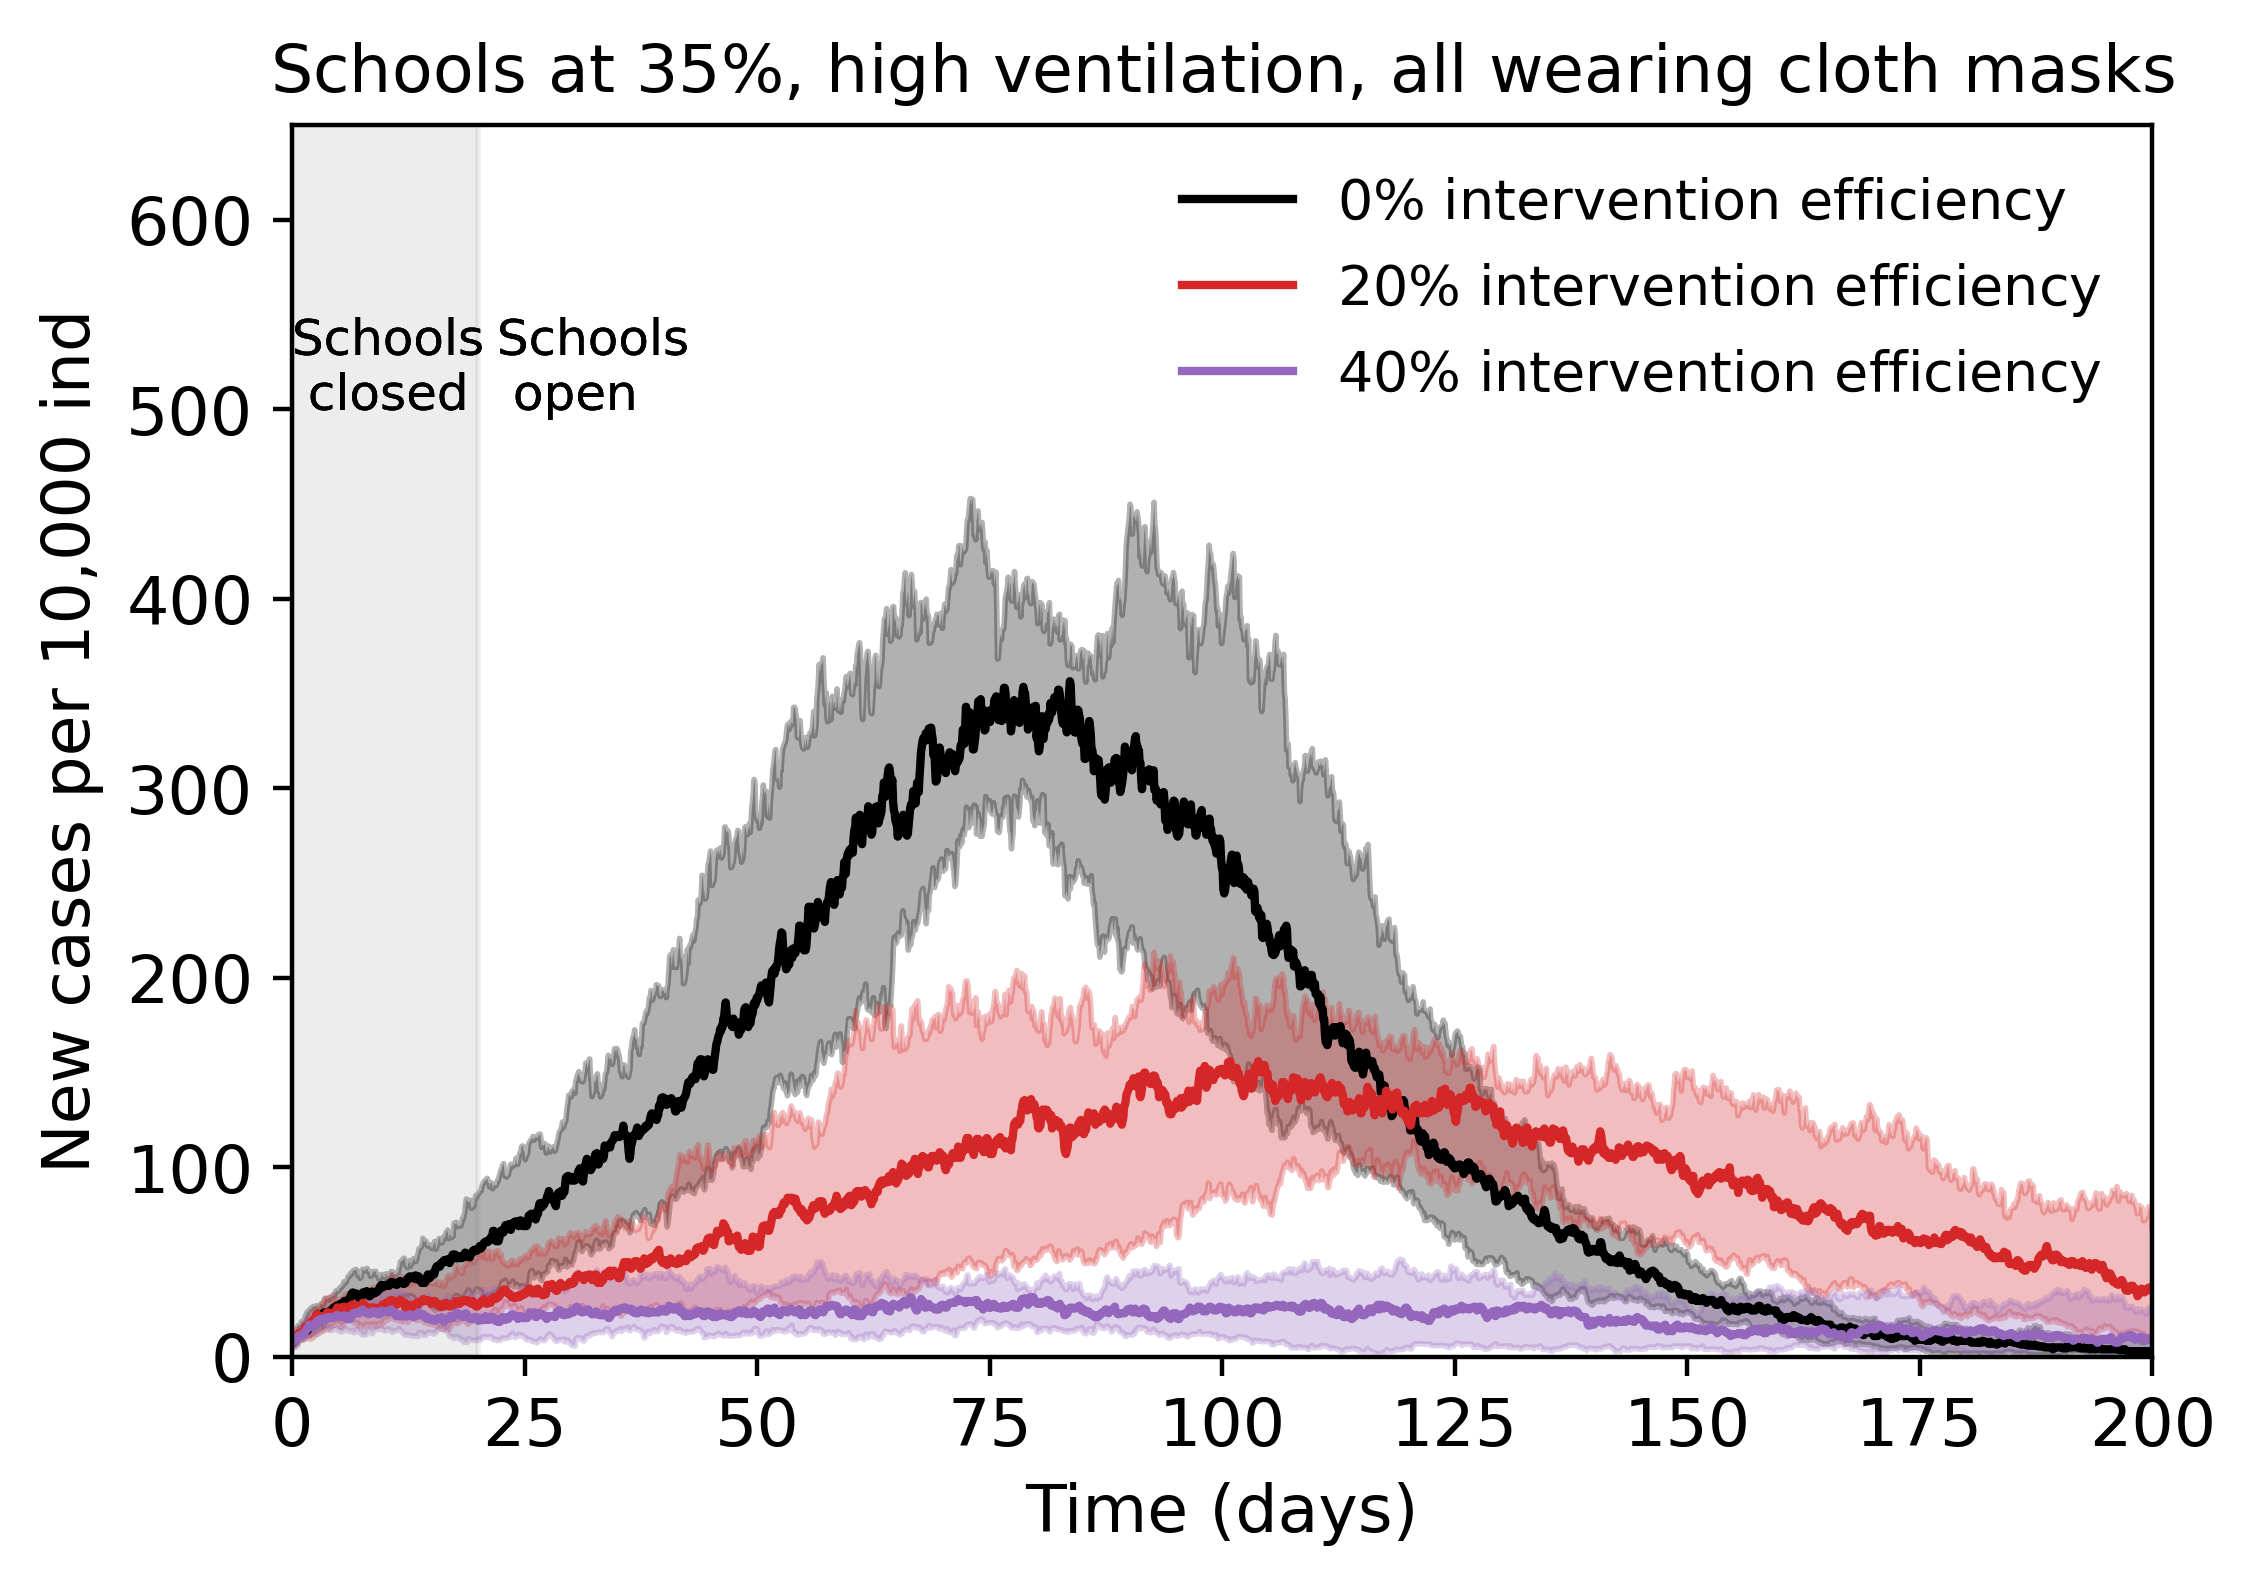 Schools at 35%, high ventilation, all wearing cloth masks
0% intervention efficiency
20% intervention efficiency
40% intervention efficiency
Schools closed
Schools open
New cases per 10,000 ind
600
500
400
300
200
100
0
0 25 50 75 100 125 150 175 200
Time (days)